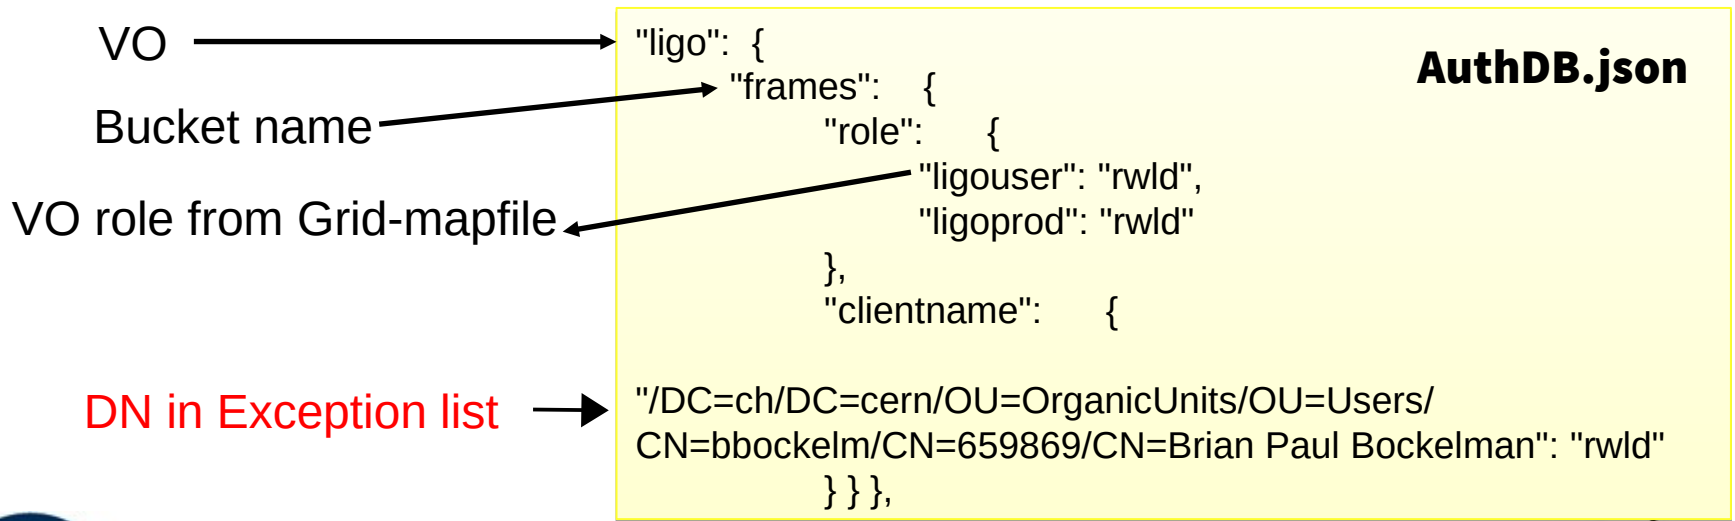 VO
Bucket name
VO role from Grid-mapfile
DN in Exception list
AuthDB.json
"ligo": {
"frames": {
"role": {
"ligouser": "rwld",
"ligoprod": "rwld"
},
"clientname": {
"/DC=ch/DC=cern/OU=OrganicUnits/OU=Users/
CN=bbockelm/CN=659869/CN=Brian Paul Bockelman": "rwld"
} } },